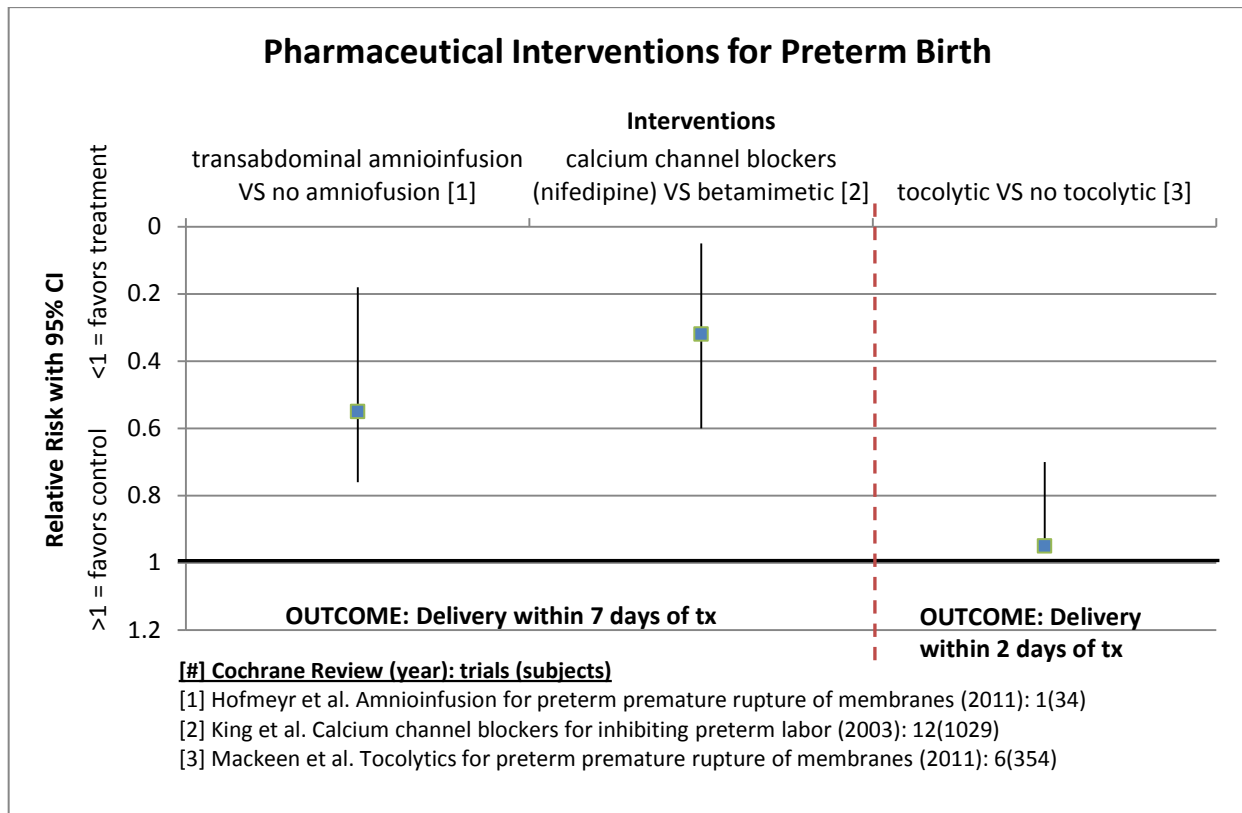 Pharmaceutical Interventions for Preterm Birth
Interventions
transabdominal amnioinfusion
VS no amniofusion [1]
calcium channel blockers
(nifedipine) VS betamimetic [2]
tocolytic VS no tocolytic [3]
Relative Risk with 95% CI
>1 = favors control   <1 = favors treatment
0
0.2
0.4
0.6
0.8
1
1.2
OUTCOME: Delivery within 7 days of tx
OUTCOME: Delivery
within 2 days of tx
[#] Cochrane Review (year): trials (subjects)
[1] Hofmeyr et al. Amnioinfusion for preterm premature rupture of membranes (2011): 1(34)
[2] King et al. Calcium channel blockers for inhibiting preterm labor (2003): 12(1029)
[3] Mackeen et al. Tocolytics for preterm premature rupture of membranes (2011): 6(354)